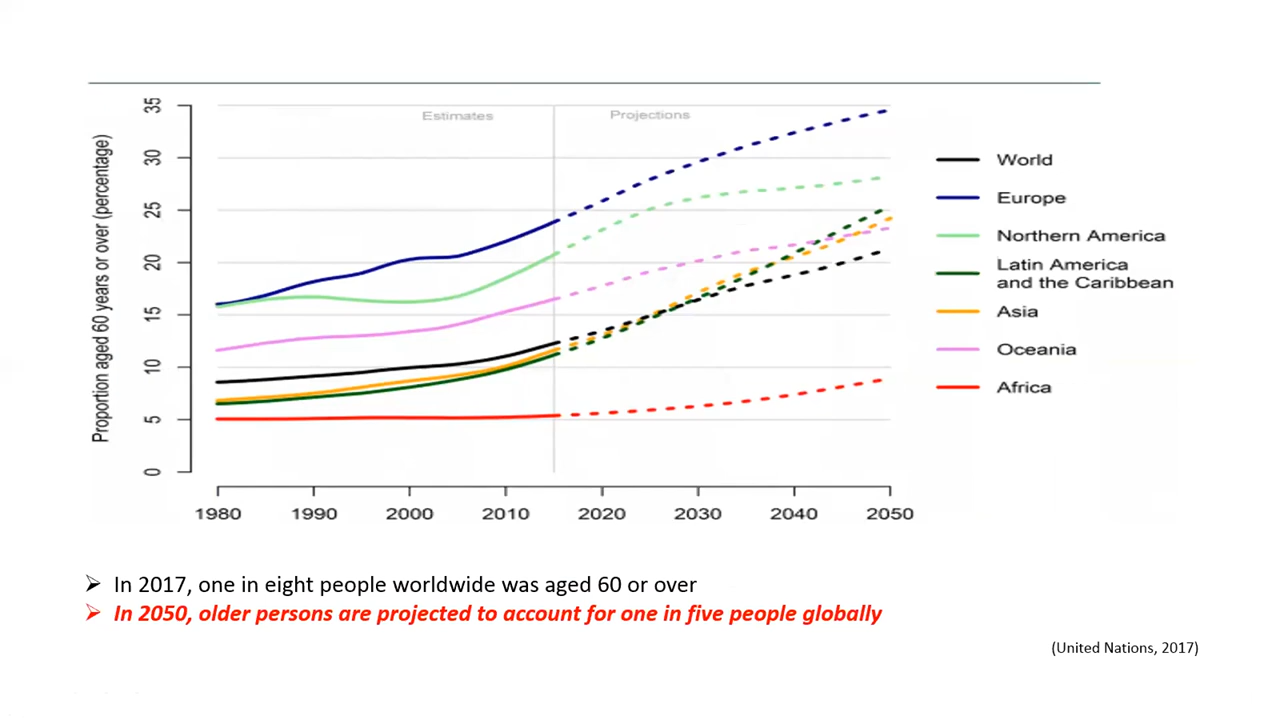 Estimates
Projections
Proportion aged 60 years or over (percentage)
35
30
25
20
15
10
5
0
1980 1990 2000 2010 2020 2030 2040 2050
World
Europe
Northern America
Latin America
and the Caribbean
Asia
Oceania
Africa
In 2017, one in eight people worldwide was aged 60 or over
In 2050, older persons are projected to account for one in five people globally
(United Nations, 2017)